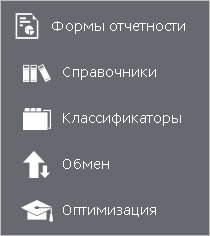 Формы отчетности
Справочники
Классификаторы
Обмен
Оптимизация